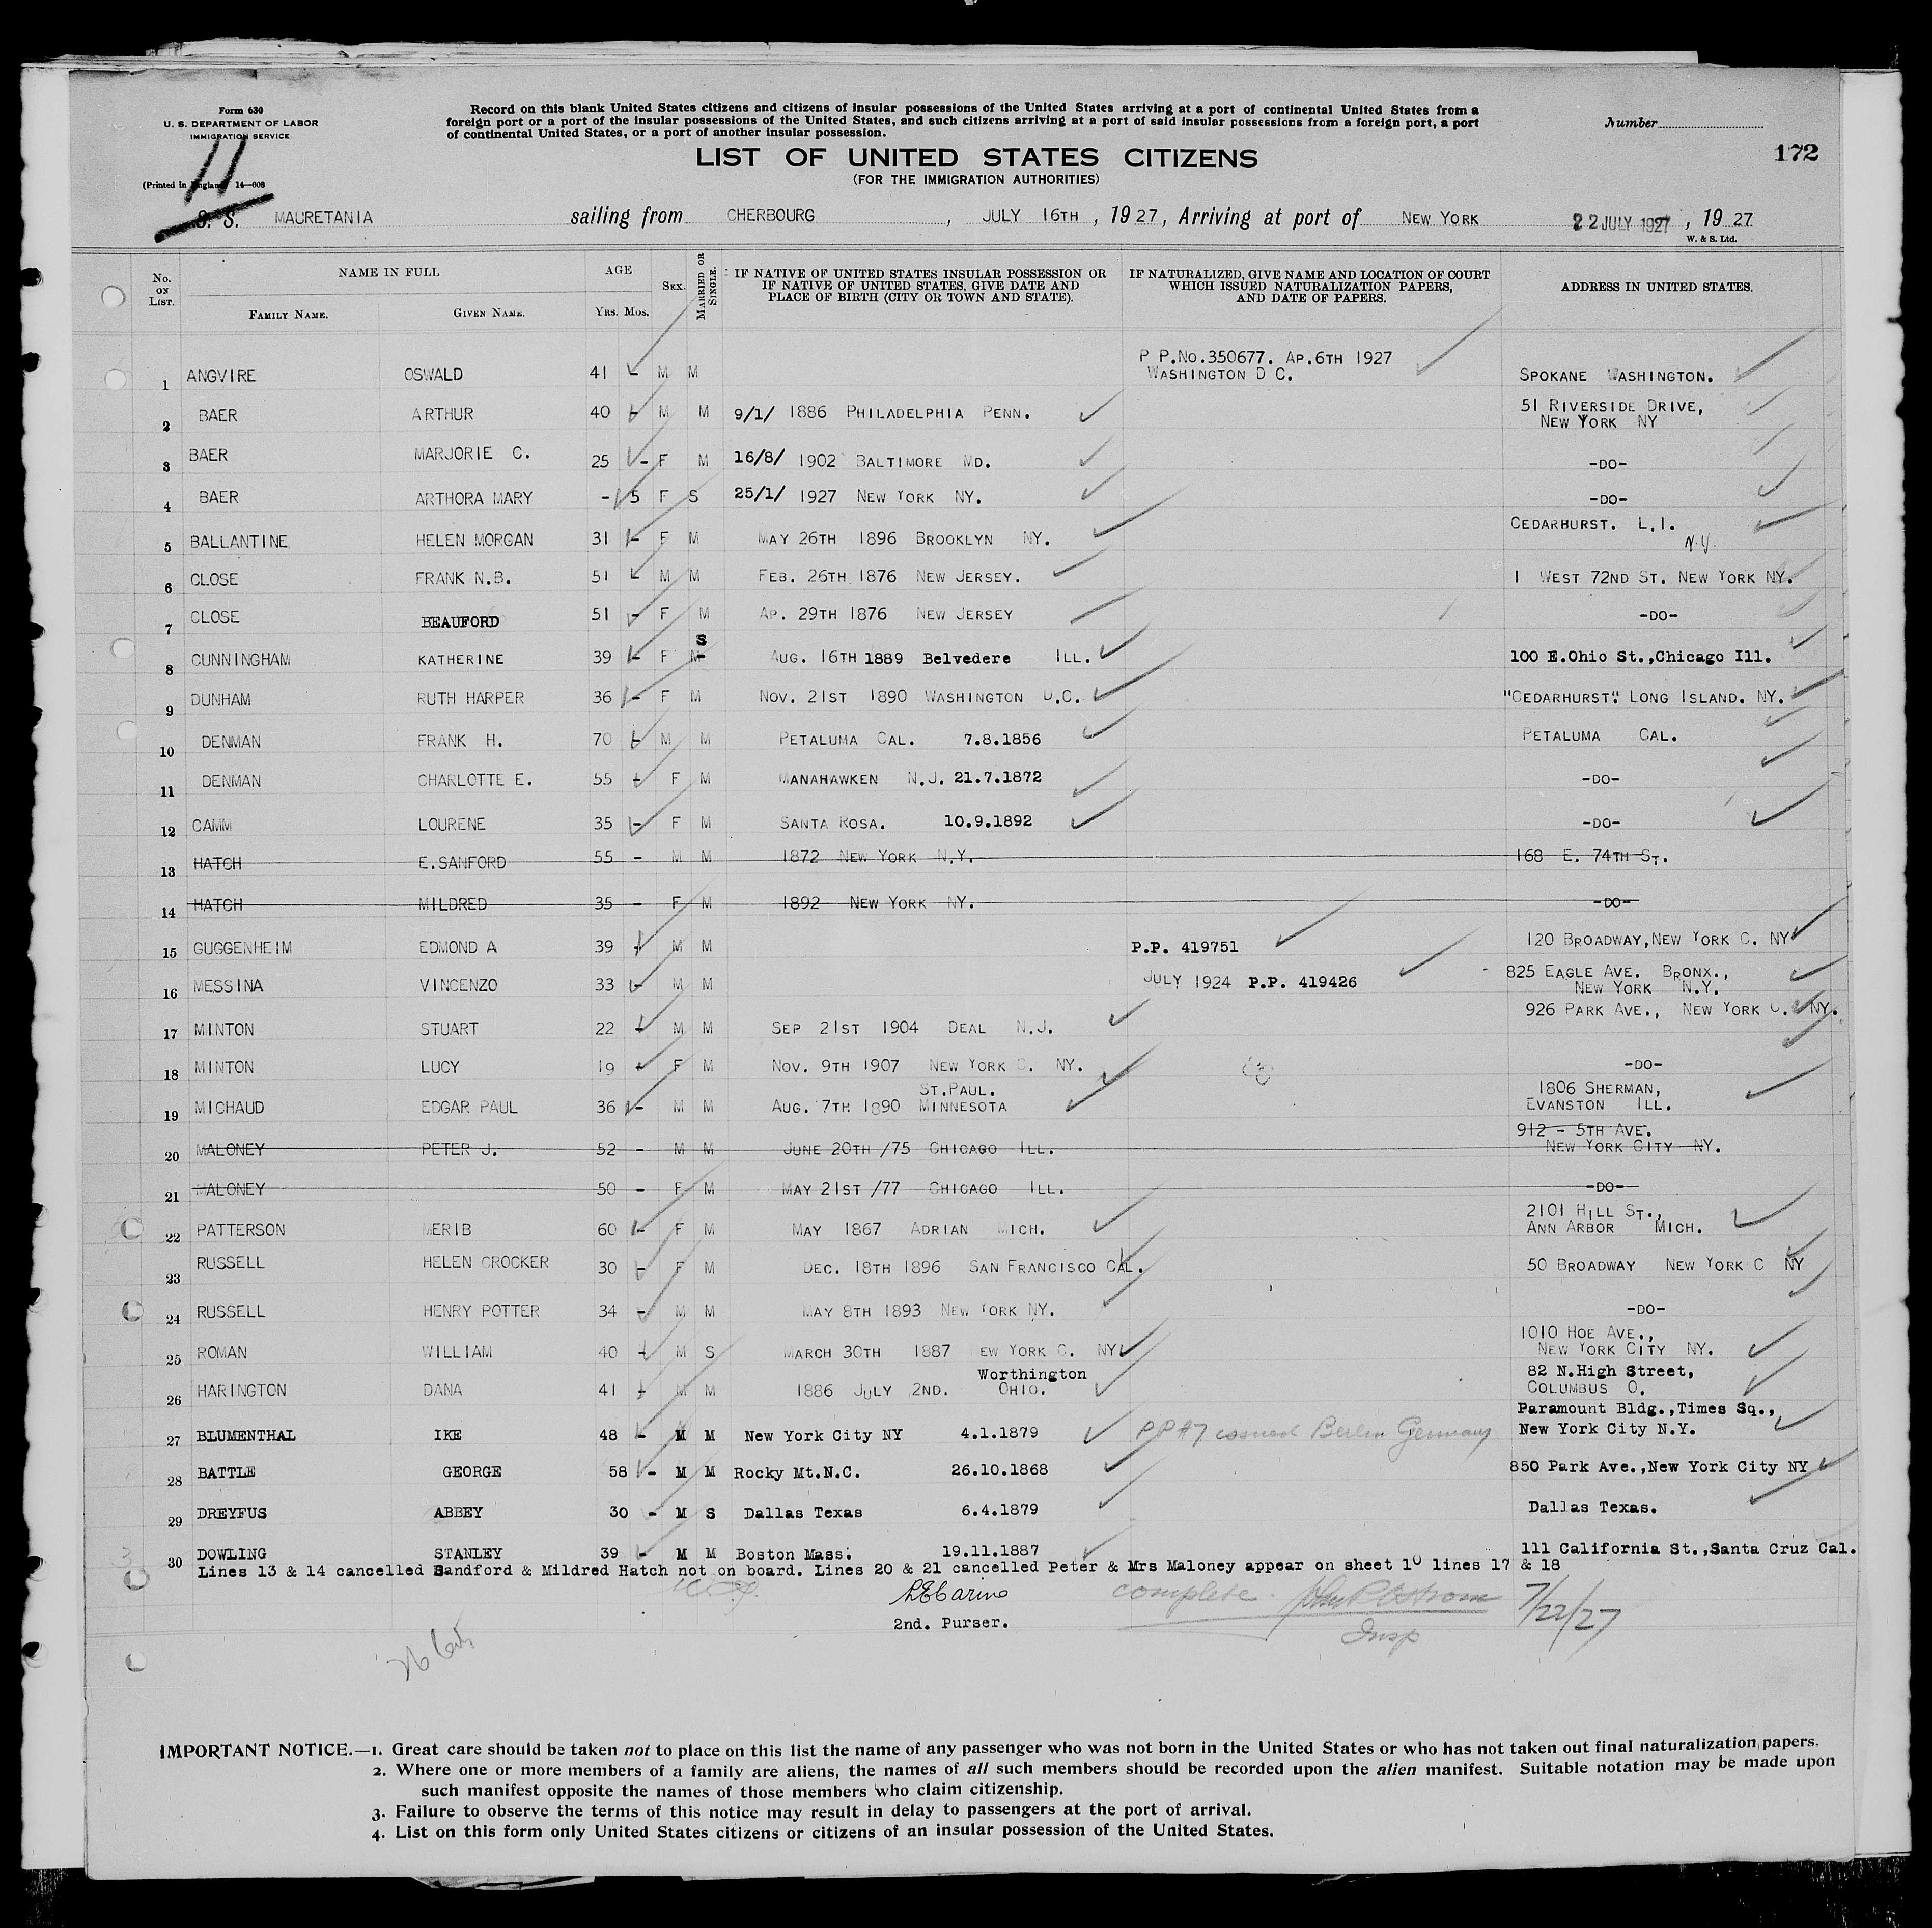 Form 630
U. S. DEPARTMENT OF LABOR
IMMIGRATION SERVICE
11
(Printed in England) 14—608
Record on this blank United States citizens and citizens of insular possessions of the United States arriving at a port of continental United States from a
foreign port or a port of the insular possessions of the United States, and such citizens arriving at a port of said insular possessions from a foreign port, a port
of continental United States, or a port of another insular possession.
Number
172
LIST OF UNITED STATES CITIZENS
(FOR THE IMMIGRATION AUTHORITIES)
S. S. MAURETANIA sailing from CHERBOURG, JULY 16TH, 1927, Arriving at port of NEW YORK 22 JULY 1927, 1927
W. & S. Ltd.
No. ON LIST. NAME IN FULL FAMILY NAME. GIVEN NAME. AGE YRS. MOS. SEX. MARRIED OR SINGLE. IF NATIVE OF UNITED STATES INSULAR POSSESSION OR IF NATIVE OF UNITED STATES, GIVE DATE AND PLACE OF BIRTH (CITY OR TOWN AND STATE). IF NATURALIZED, GIVE NAME AND LOCATION OF COURT WHICH ISSUED NATURALIZATION PAPERS, AND DATE OF PAPERS. ADDRESS IN UNITED STATES.
1 ANGVIRE OSWALD 41 - M M P P.No.350677. AP.6TH 1927 WASHINGTON D C. SPOKANE WASHINGTON.
2 BAER ARTHUR 40 - M M 9/1/ 1886 PHILADELPHIA PENN. 51 RIVERSIDE DRIVE, NEW YORK NY
3 BAER MARJORIE C. 25 - F M 16/8/ 1902 BALTIMORE MD. -DO-
4 BAER ARTHORA MARY - 5 F S 25/1/ 1927 NEW YORK NY. -DO-
5 BALLANTINE HELEN MORGAN 31 - F M MAY 26TH 1896 BROOKLYN NY. CEDARHURST. L.I. N.Y.
6 CLOSE FRANK N.B. 51 - M M FEB. 26TH 1876 NEW JERSEY. 1 WEST 72ND ST. NEW YORK NY.
7 CLOSE BEAUFORD 51 - F M AP. 29TH 1876 NEW JERSEY -DO-
8 CUNNINGHAM KATHERINE 39 - F M S AUG. 16TH 1889 Belvedere ILL. 100 E.Ohio St.,Chicago Ill.
9 DUNHAM RUTH HARPER 36 - F M NOV. 21ST 1890 WASHINGTON D.C. "CEDARHURST". LONG ISLAND. NY.
10 DENMAN FRANK H. 70 - M M PETALUMA CAL. 7.8.1856 PETALUMA CAL.
11 DENMAN CHARLOTTE E. 55 - F M MANAHAWKEN N.J. 21.7.1872 -DO-
12 CAMM LOURENE 35 - F M SANTA ROSA. 10.9.1892 -DO-
13 HATCH E.SANFORD 55 - M M 1872 NEW YORK N.Y. 168 E. 74TH ST.
14 HATCH MILDRED 35 - F M 1892 NEW YORK NY. -DO-
15 GUGGENHEIM EDMOND A 39 - M M P.P. 419751 120 BROADWAY, NEW YORK C. NY
16 MESSINA VINCENZO 33 - M M JULY 1924 P.P. 419426 825 EAGLE AVE. BRONX., NEW YORK N.Y.
17 MINTON STUART 22 - M M SEP 21ST 1904 DEAL N.J. 926 PARK AVE., NEW YORK C. NY.
18 MINTON LUCY 19 - F M NOV. 9TH 1907 NEW YORK C. NY. -DO-
19 MICHAUD EDGAR PAUL 36 - M M AUG. 7TH 1890 ST.PAUL. MINNESOTA 1806 SHERMAN, EVANSTON ILL.
20 MALONEY PETER J. 52 - M M JUNE 20TH /75 CHICAGO ILL. 912 - 5TH AVE. NEW YORK CITY NY.
21 MALONEY 50 - F M MAY 21ST /77 CHICAGO ILL. -DO-
22 PATTERSON MERIB 60 - F M MAY 1867 ADRIAN MICH. 2101 HILL ST., ANN ARBOR MICH.
23 RUSSELL HELEN CROCKER 30 - F M DEC. 18TH 1896 SAN FRANCISCO CAL. 50 BROADWAY NEW YORK C NY
24 RUSSELL HENRY POTTER 34 - M M MAY 8TH 1893 NEW YORK NY. -DO-
25 ROMAN WILLIAM 40 - M S MARCH 30TH 1887 EW YORK C. NY 1010 HOE AVE., NEW YORK CITY NY.
26 HARINGTON DANA 41 - M M 1886 JULY 2ND. Worthington OHIO. 82 N.High Street, COLUMBUS O.
27 BLUMENTHAL IKE 48 - M M New York City NY 4.1.1879 PP#7 issued Berlin Germany Paramount Bldg.,Times Sq., New York City N.Y.
28 BATTLE GEORGE 58 - M M Rocky Mt.N.C. 26.10.1868 850 Park Ave.,New York City NY
29 DREYFUS ABBEY 30 - M S Dallas Texas 6.4.1879 Dallas Texas.
30 DOWLING STANLEY 39 - M M Boston Mass. 19.11.1887 111 California St.,Santa Cruz Cal.
Lines 13 & 14 cancelled Sandford & Mildred Hatch not on board. Lines 20 & 21 cancelled Peter & Mrs Maloney appear on sheet 10 lines 17 & 18
complete
7/22/27
2nd. Purser.
Insp
IMPORTANT NOTICE.—1. Great care should be taken not to place on this list the name of any passenger who was not born in the United States or who has not taken out final naturalization papers.
2. Where one or more members of a family are aliens, the names of all such members should be recorded upon the alien manifest. Suitable notation may be made upon
such manifest opposite the names of those members who claim citizenship.
3. Failure to observe the terms of this notice may result in delay to passengers at the port of arrival.
4. List on this form only United States citizens or citizens of an insular possession of the United States.